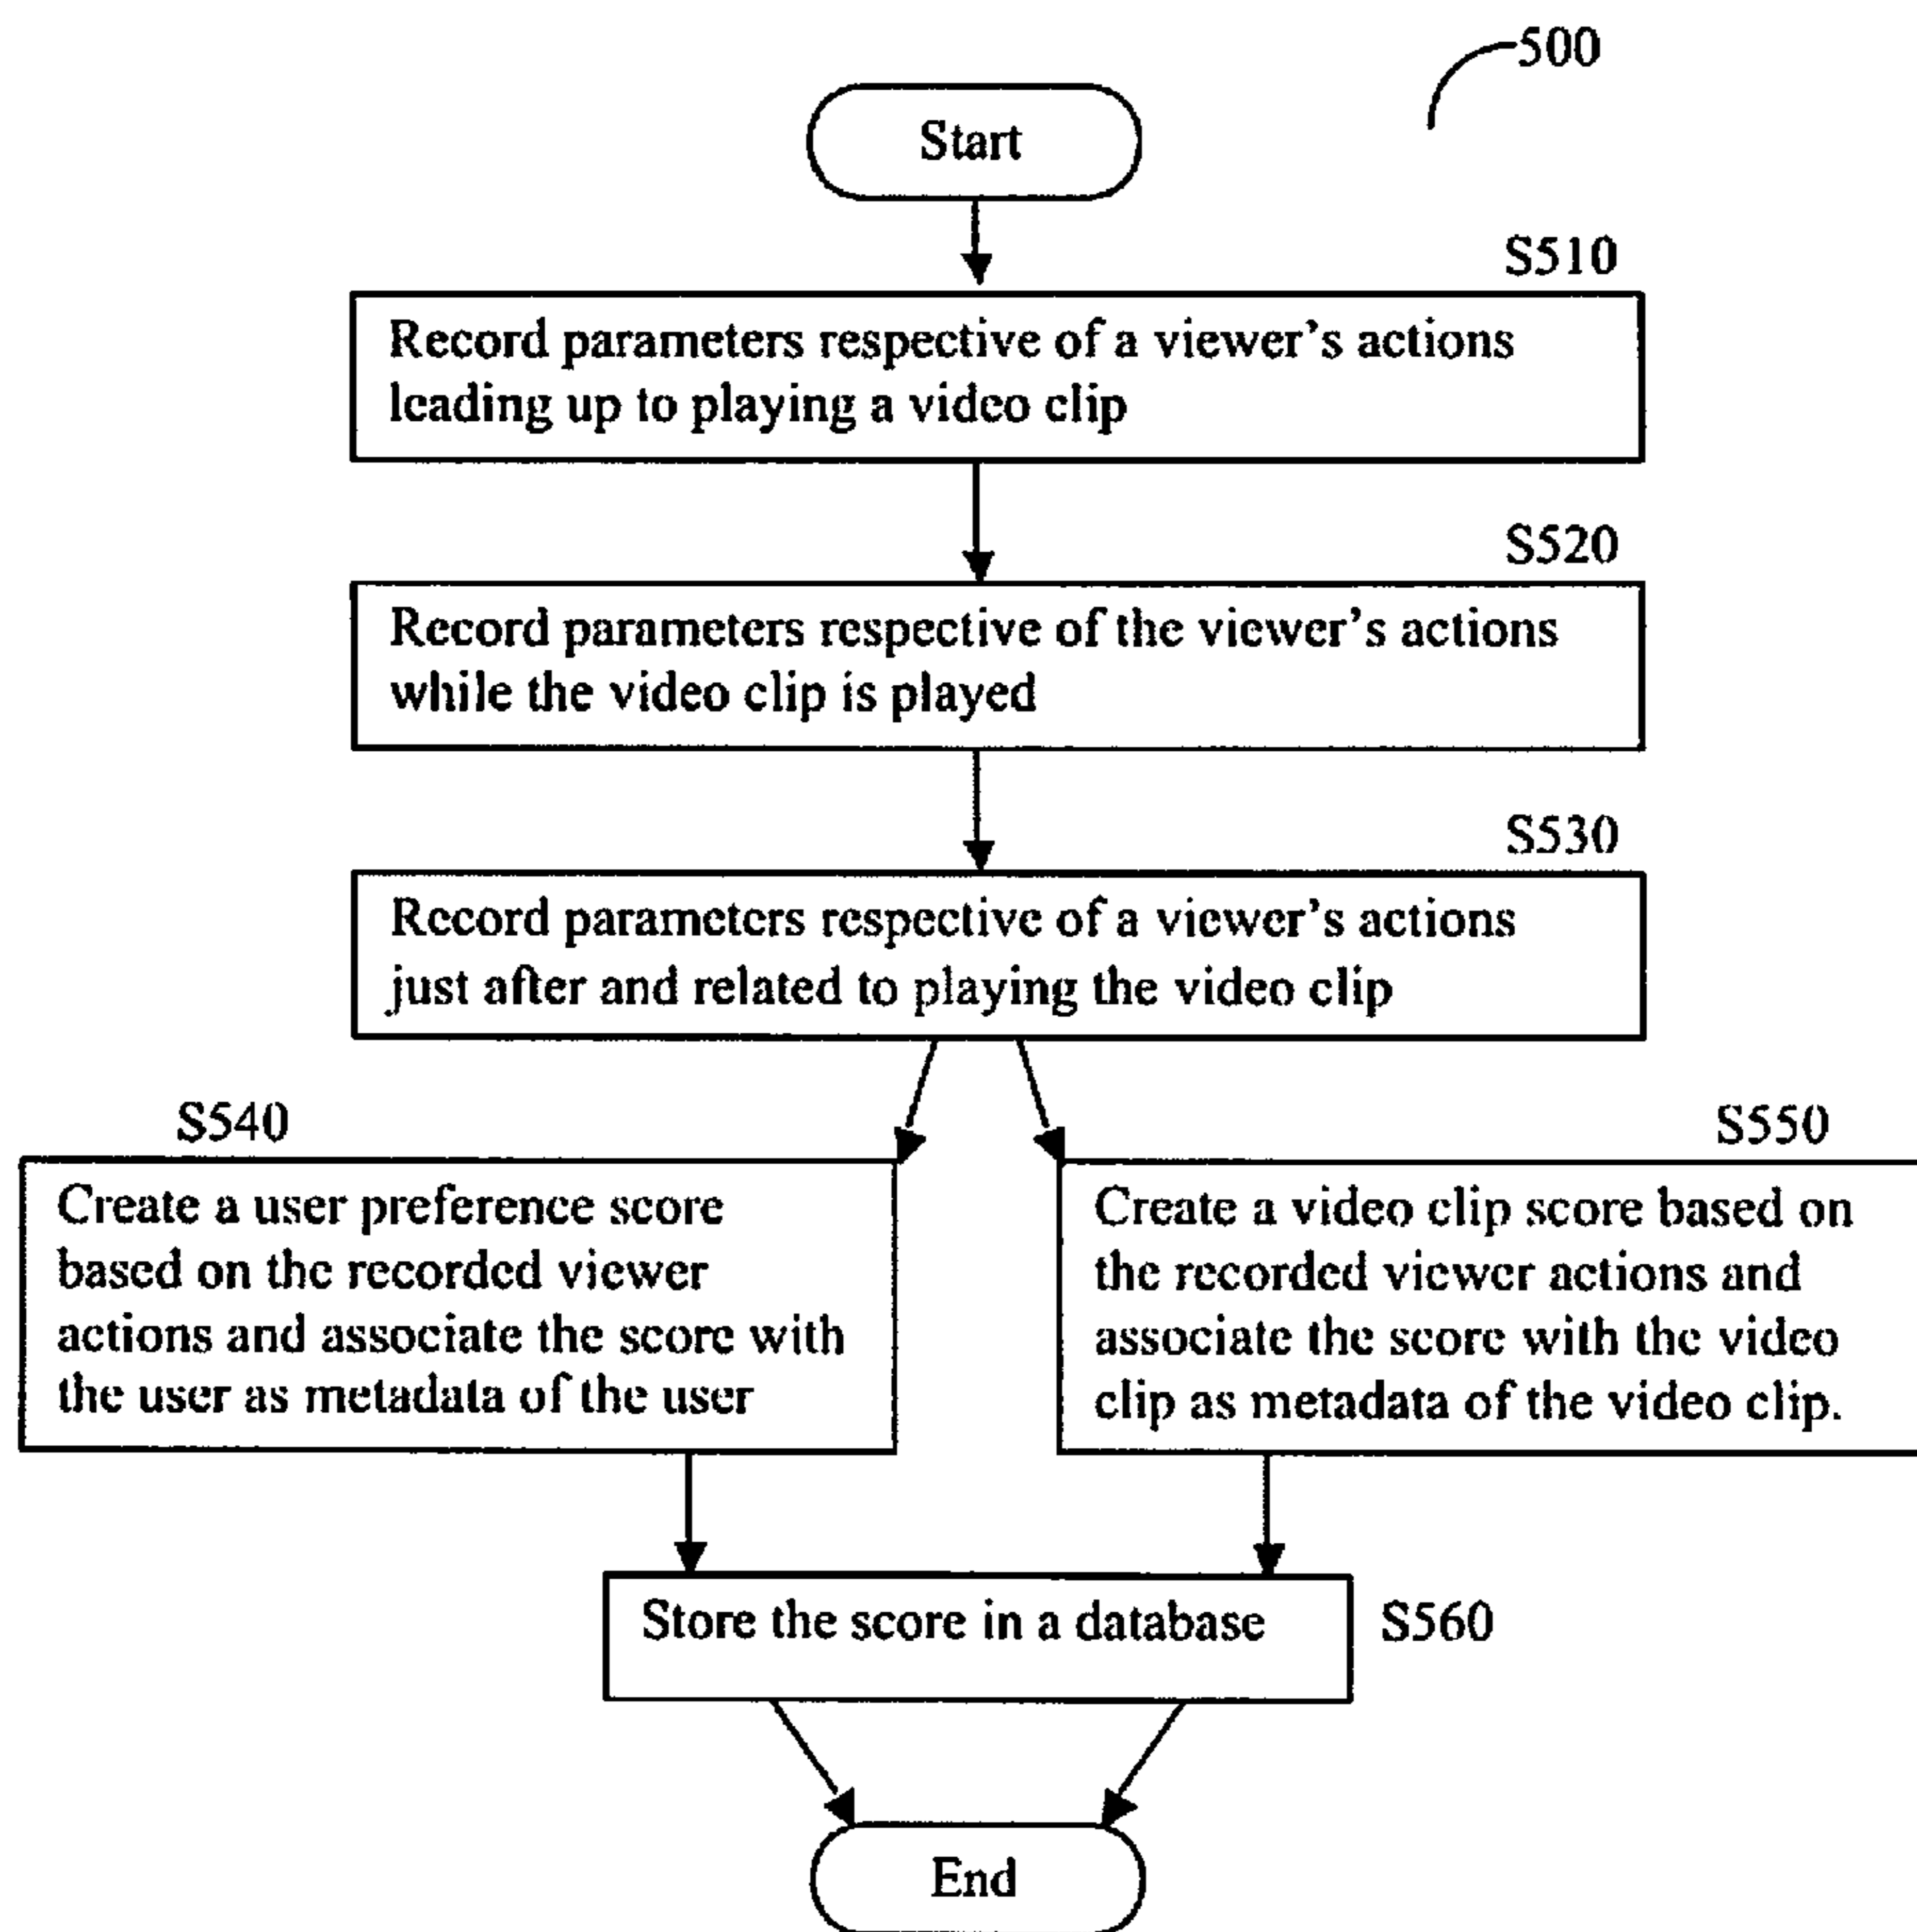 500
Start
S510
Record parameters respective of a viewer's actions
leading up to playing a video clip
S520
Record parameters respective of the viewer's actions
while the video clip is played
S530
Record parameters respective of a viewer's actions
just after and related to playing the video clip
S540
Create a user preference score
based on the recorded viewer
actions and associate the score with
the user as metadata of the user
S550
Create a video clip score based on
the recorded viewer actions and
associate the score with the video
clip as metadata of the video clip.
Store the score in a database
S560
End